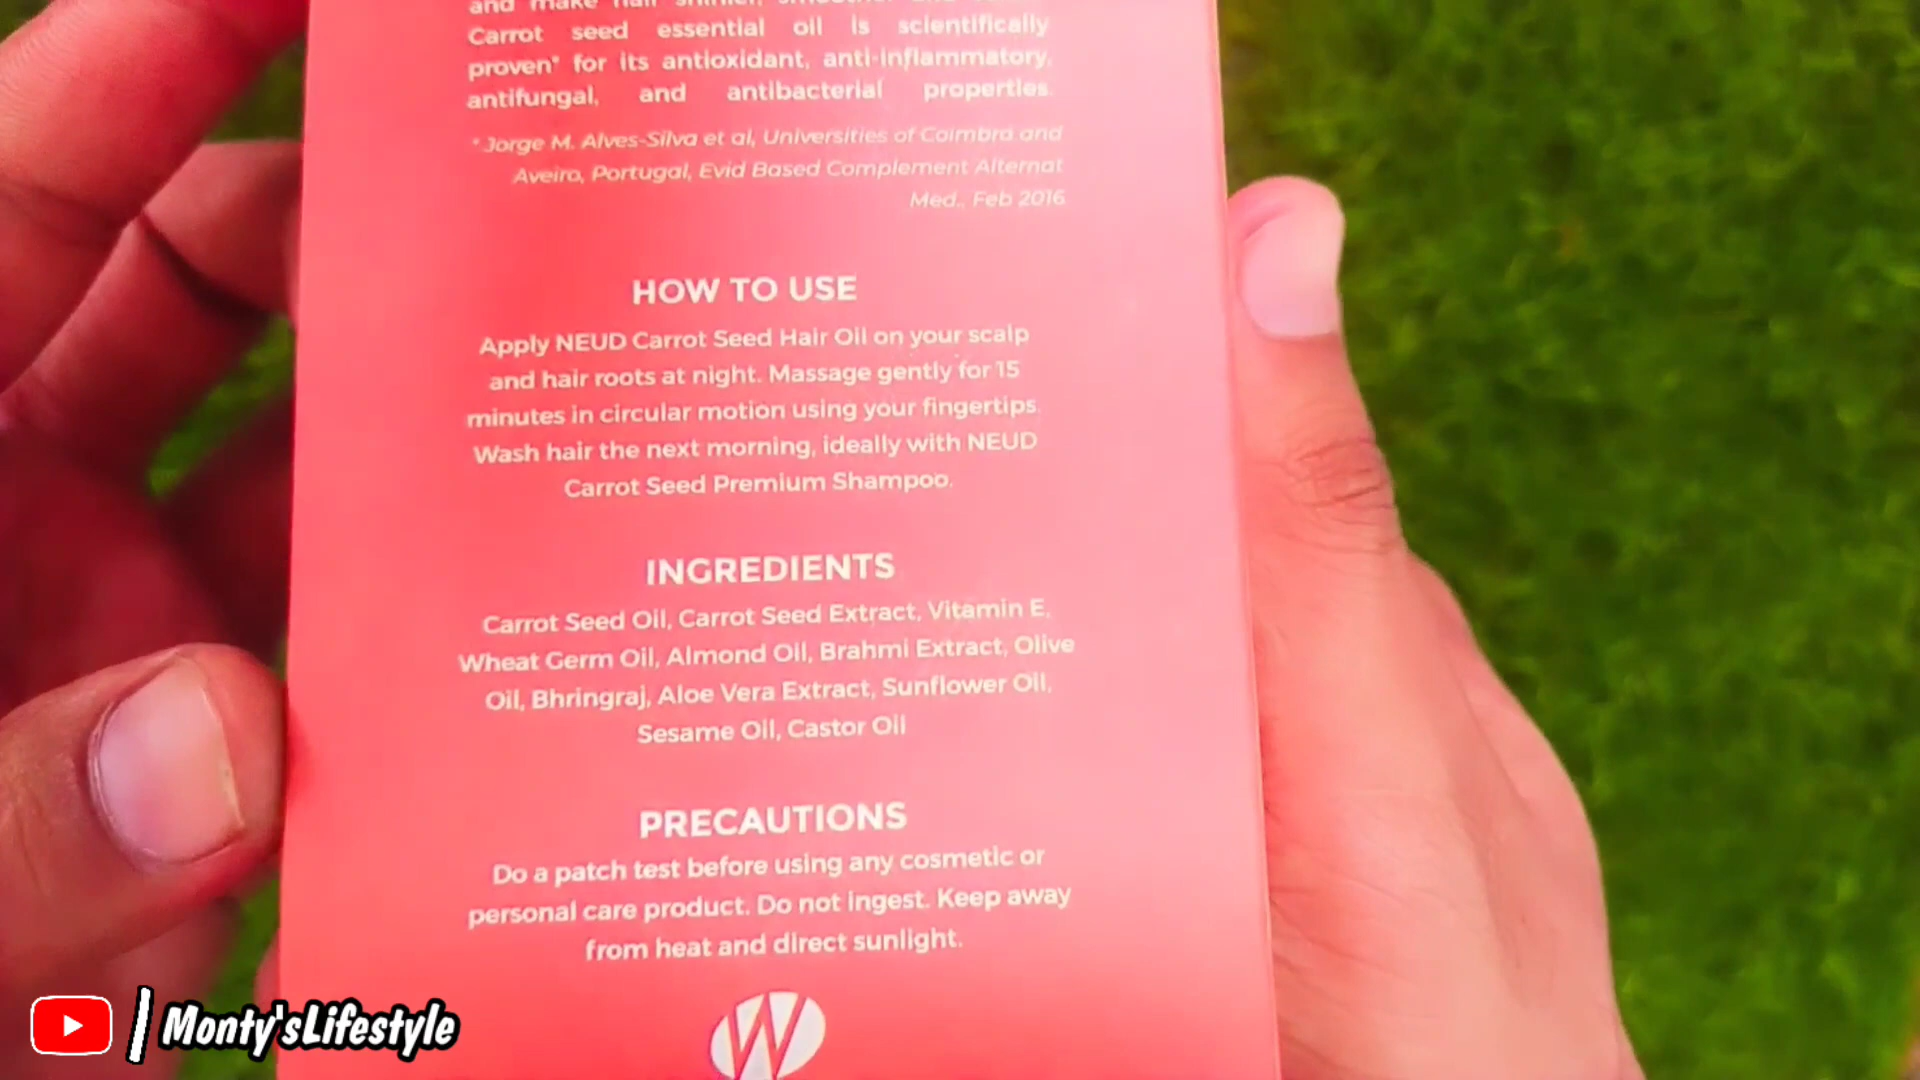 and make hair shinier, smoother and
Carrot seed essential oil is scientifically
proven* for its antioxidant, anti-inflammatory,
antifungal, and antibacterial properties.
* Jorge M. Alves-Silva et al, Universities of Coimbra and
Aveiro, Portugal, Evid Based Complement Alternat
Med., Feb 2016
HOW TO USE
Apply NEUD Carrot Seed Hair Oil on your scalp
and hair roots at night. Massage gently for 15
minutes in circular motion using your fingertips.
Wash hair the next morning, ideally with NEUD
Carrot Seed Premium Shampoo.
INGREDIENTS
Carrot Seed Oil, Carrot Seed Extract, Vitamin E,
Wheat Germ Oil, Almond Oil, Brahmi Extract, Olive
Oil, Bhringraj, Aloe Vera Extract, Sunflower Oil,
Sesame Oil, Castor Oil
PRECAUTIONS
Do a patch test before using any cosmetic or
personal care product. Do not ingest. Keep away
from heat and direct sunlight.
W
Monty'sLifestyle